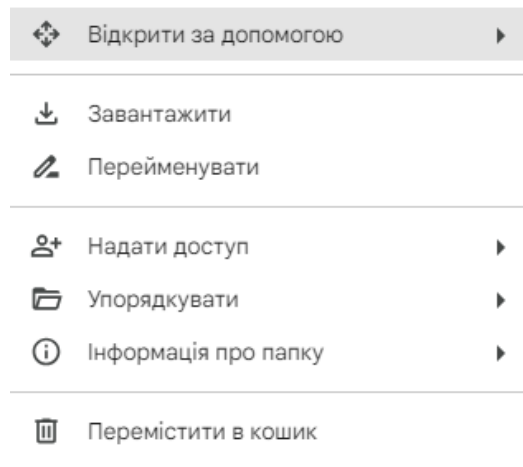 Відкрити за допомогою
Завантажити
Перейменувати
Надати доступ
Упорядкувати
Інформація про папку
Перемістити в кошик